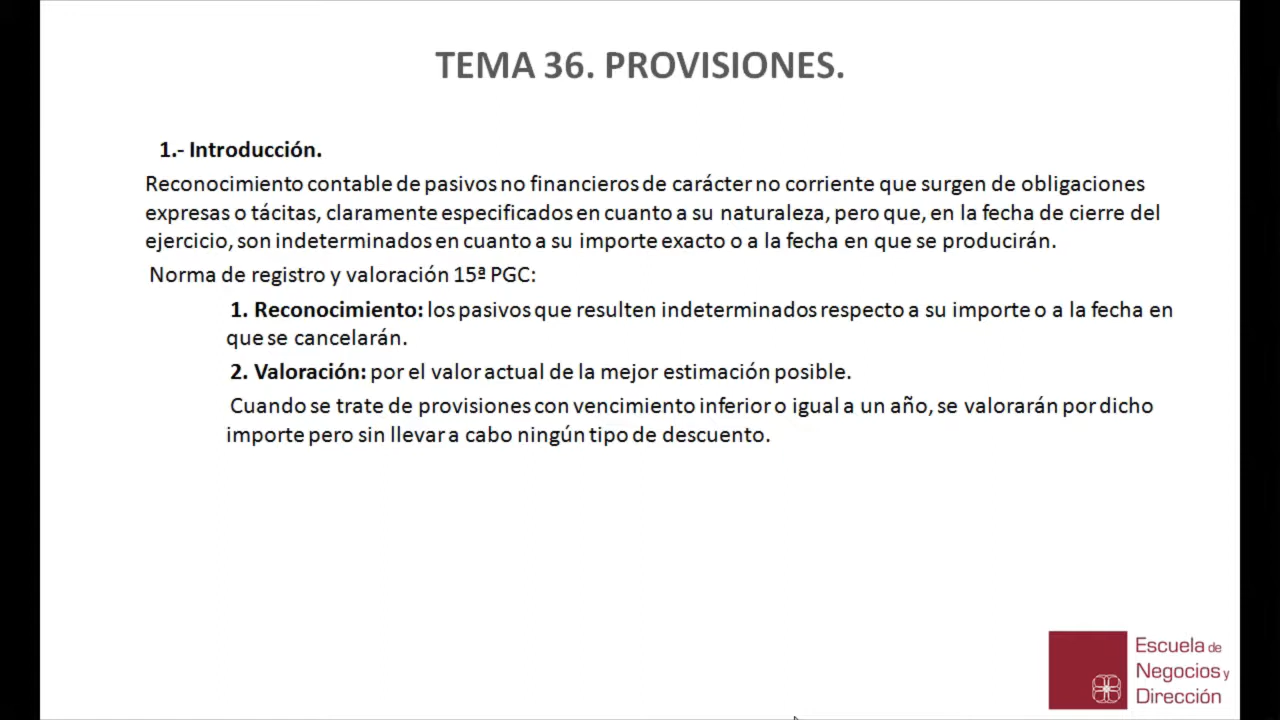 TEMA 36. PROVISIONES.
1.- Introducción.
Reconocimiento contable de pasivos no financieros de carácter no corriente que surgen de obligaciones
expresas o tácitas, claramente especificados en cuanto a su naturaleza, pero que, en la fecha de cierre del
ejercicio, son indeterminados en cuanto a su importe exacto o a la fecha en que se producirán.
Norma de registro y valoración 15ª PGC:
1. Reconocimiento: los pasivos que resulten indeterminados respecto a su importe o a la fecha en
que se cancelarán.
2. Valoración: por el valor actual de la mejor estimación posible.
Cuando se trate de provisiones con vencimiento inferior o igual a un año, se valorarán por dicho
importe pero sin llevar a cabo ningún tipo de descuento.
Escuela de
Negocios y
Dirección